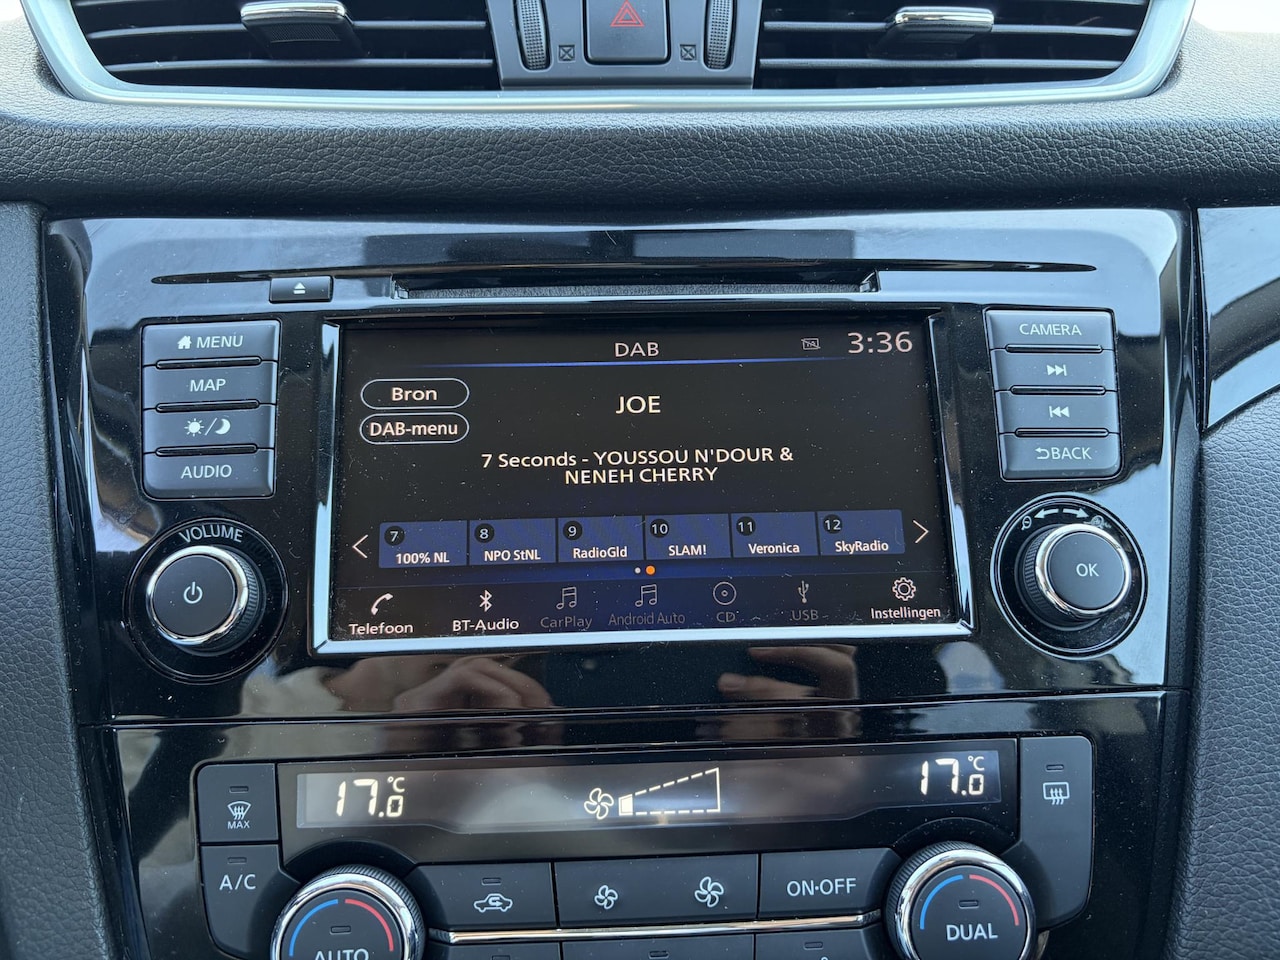 MENU
MAP
AUDIO
VOLUME
DAB
TA
3:36
Bron
DAB-menu
JOE
7 Seconds - YOUSSOU N'DOUR &
NENEH CHERRY
7 100% NL
8 NPO StNL
9 RadioGld
10 SLAM!
11 Veronica
12 SkyRadio
Telefoon
BT-Audio
CarPlay
Android Auto
CD
USB
Instellingen
CAMERA
BACK
OK
17.0 °C
17.0 °C
MAX
A/C
AUTO
ON·OFF
DUAL